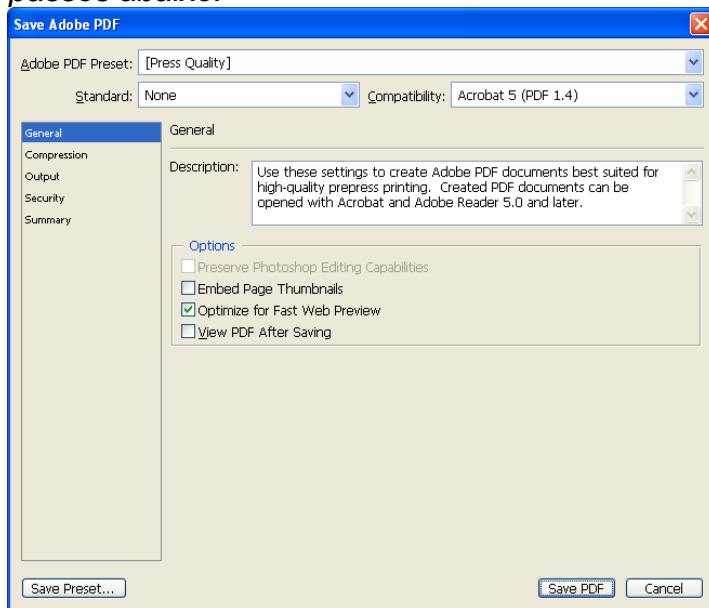 Save Adobe PDF
Adobe PDF Preset: [Press Quality]
Standard: None Compatibility: Acrobat 5 (PDF 1.4)
General
Compression
Output
Security
Summary
General
Description: Use these settings to create Adobe PDF documents best suited for
high-quality prepress printing. Created PDF documents can be
opened with Acrobat and Adobe Reader 5.0 and later.
Options
Preserve Photoshop Editing Capabilities
Embed Page Thumbnails
Optimize for Fast Web Preview
View PDF After Saving
Save Preset... Save PDF Cancel